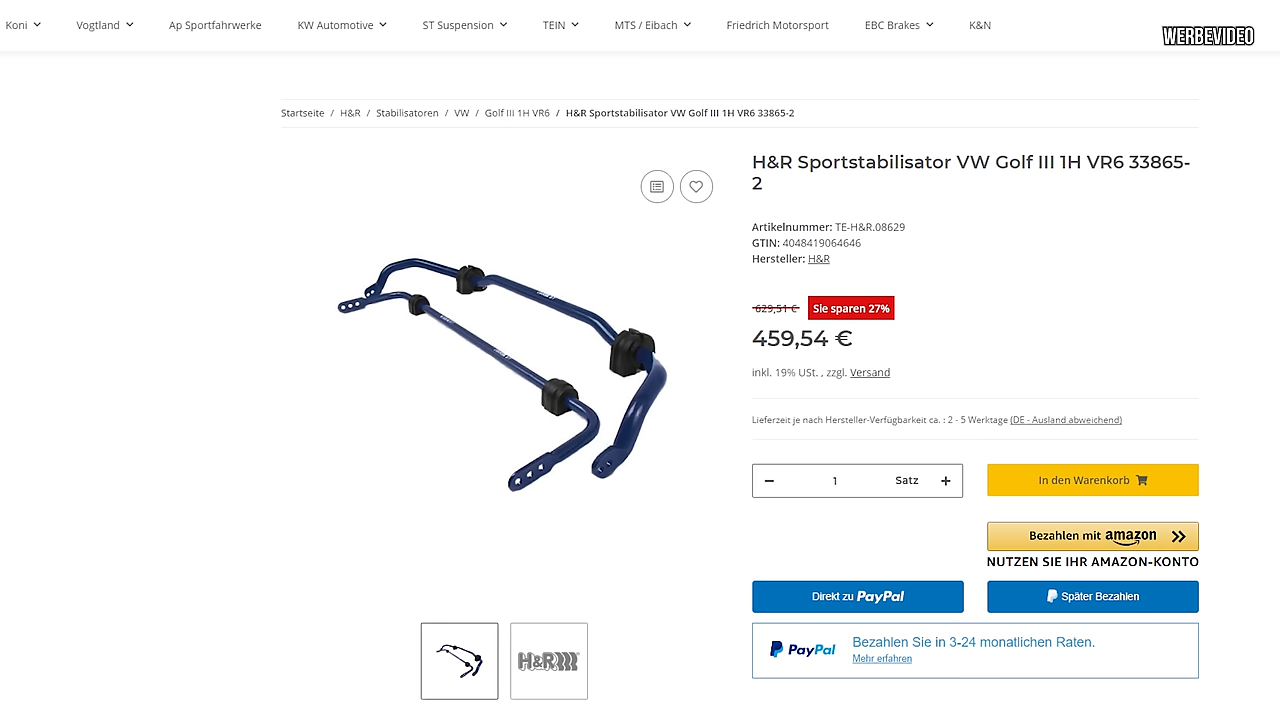 Koni
Vogtland
Ap Sportfahrwerke
KW Automotive
ST Suspension
TEIN
MTS / Eibach
Friedrich Motorsport
EBC Brakes
K&N
WERBEVIDEO
Startseite / H&R / Stabilisatoren / VW / Golf III 1H VR6 / H&R Sportstabilisator VW Golf III 1H VR6 33865-2
H&R Sportstabilisator VW Golf III 1H VR6 33865-
2
Artikelnummer: TE-H&R.08629
GTIN: 4048419064646
Hersteller: H&R
629,51 € Sie sparen 27%
459,54 €
inkl. 19% USt. , zzgl. Versand
Lieferzeit je nach Hersteller-Verfügbarkeit ca. : 2 - 5 Werktage (DE - Ausland abweichend)
− 1 Satz +
In den Warenkorb
Bezahlen mit amazon
NUTZEN SIE IHR AMAZON-KONTO
Direkt zu PayPal
Später Bezahlen
PayPal
Bezahlen Sie in 3-24 monatlichen Raten.
Mehr erfahren
H&R